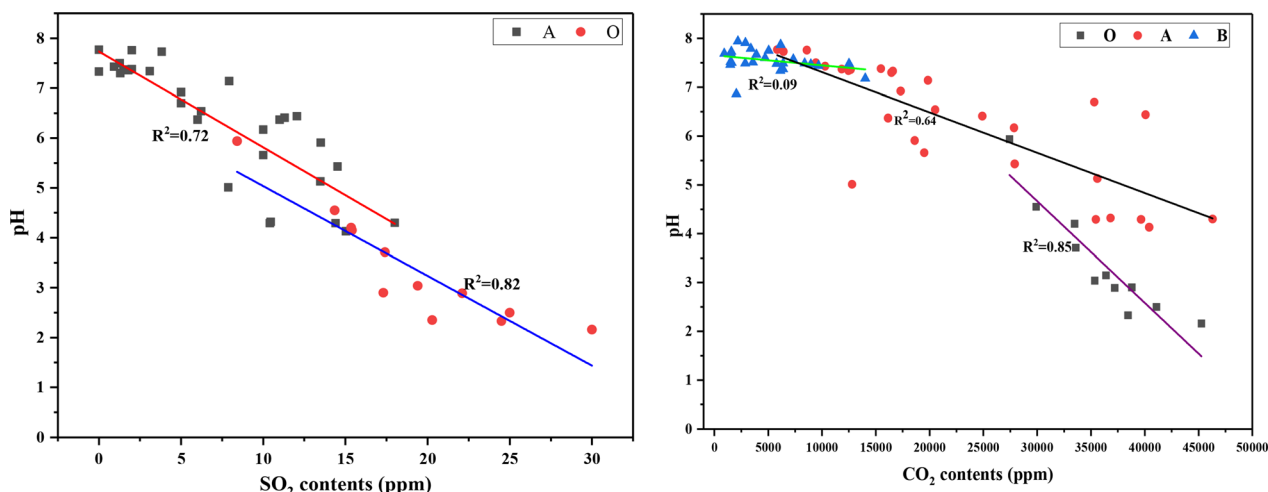 A O
8
7
6
5
4
3
2
1
0
pH
R²=0.72
R²=0.82
0 5 10 15 20 25 30
SO₂ contents (ppm)
O A B
8
7
6
5
4
3
2
1
0
pH
R²=0.09
R²=0.64
R²=0.85
0 5000 10000 15000 20000 25000 30000 35000 40000 45000 50000
CO₂ contents (ppm)